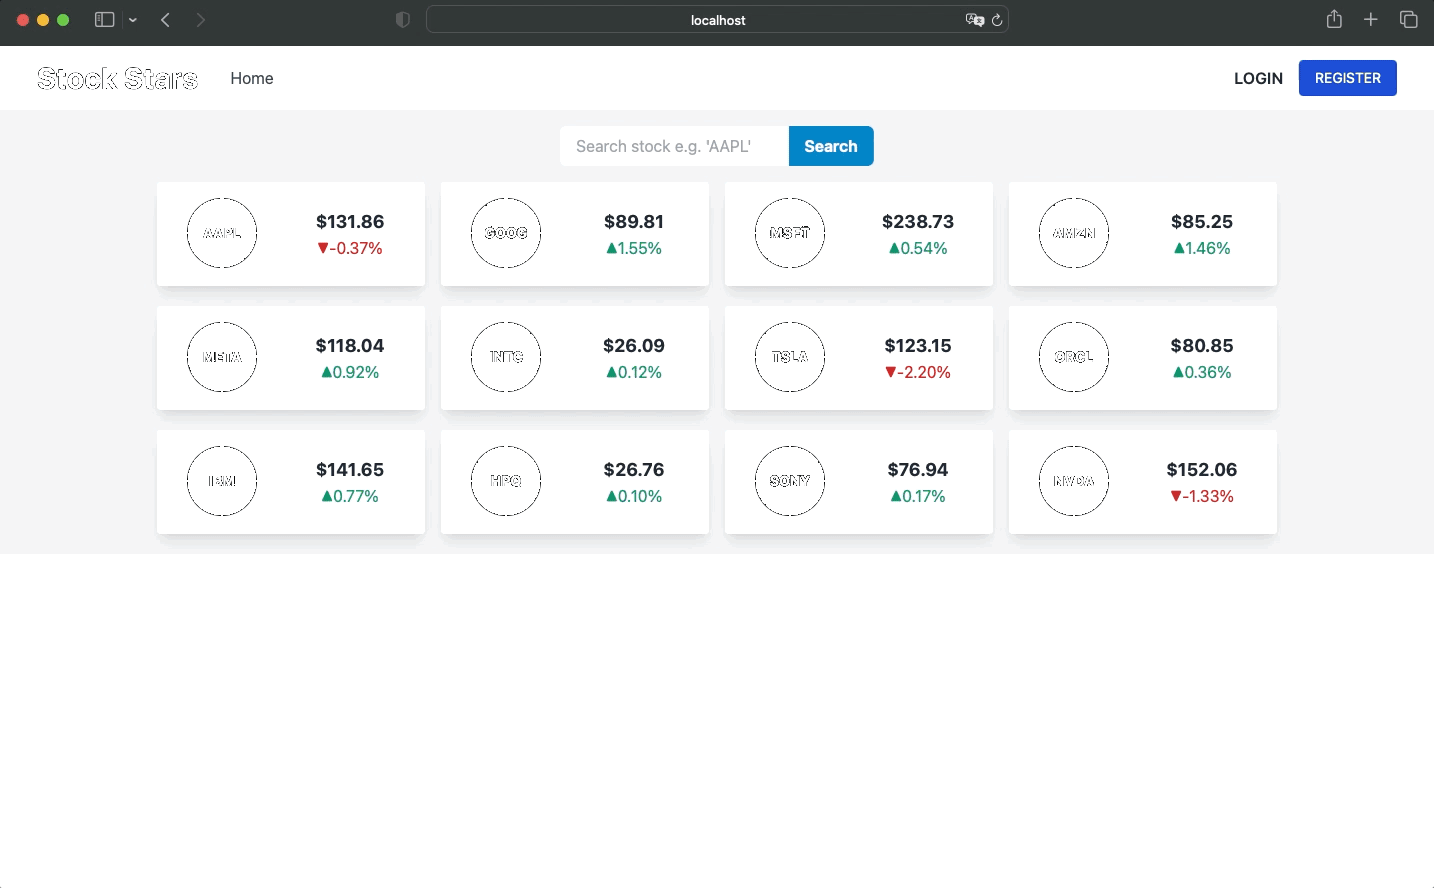 localhost
Stock Stars Home LOGIN REGISTER
Search stock e.g. 'AAPL' Search
AAPL $131.86 ▼-0.37%
GOOG $89.81 ▲1.55%
MSFT $238.73 ▲0.54%
AMZN $85.25 ▲1.46%
META $118.04 ▲0.92%
INTC $26.09 ▲0.12%
TSLA $123.15 ▼-2.20%
ORCL $80.85 ▲0.36%
IBM $141.65 ▲0.77%
HPQ $26.76 ▲0.10%
SONY $76.94 ▲0.17%
NVDA $152.06 ▼-1.33%